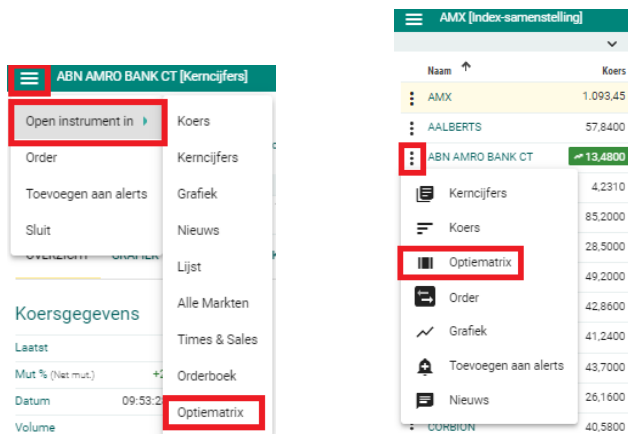 ABN AMRO BANK CT [Kerncijfers]
Open instrument in
Order
Toevoegen aan alerts
Sluit
Koers
Kerncijfers
Grafiek
Nieuws
Lijst
Alle Markten
Times & Sales
Orderboek
Optiematrix
OVERZICHT GRAFIEK
Koersgegevens
Laatst
Mut % (Net mut.) +2
Datum 09:53:2
Volume
AMX [Index-samenstelling]
Naam Koers
AMX 1.093,45
AALBERTS 57,8400
ABN AMRO BANK CT 13,4800
4,2310
Kerncijfers
85,2000
Koers
28,5000
Optiematrix
49,2000
Order
42,8600
Grafiek
41,2400
Toevoegen aan alerts
43,7000
Nieuws
26,1600
CORBION 40,5800